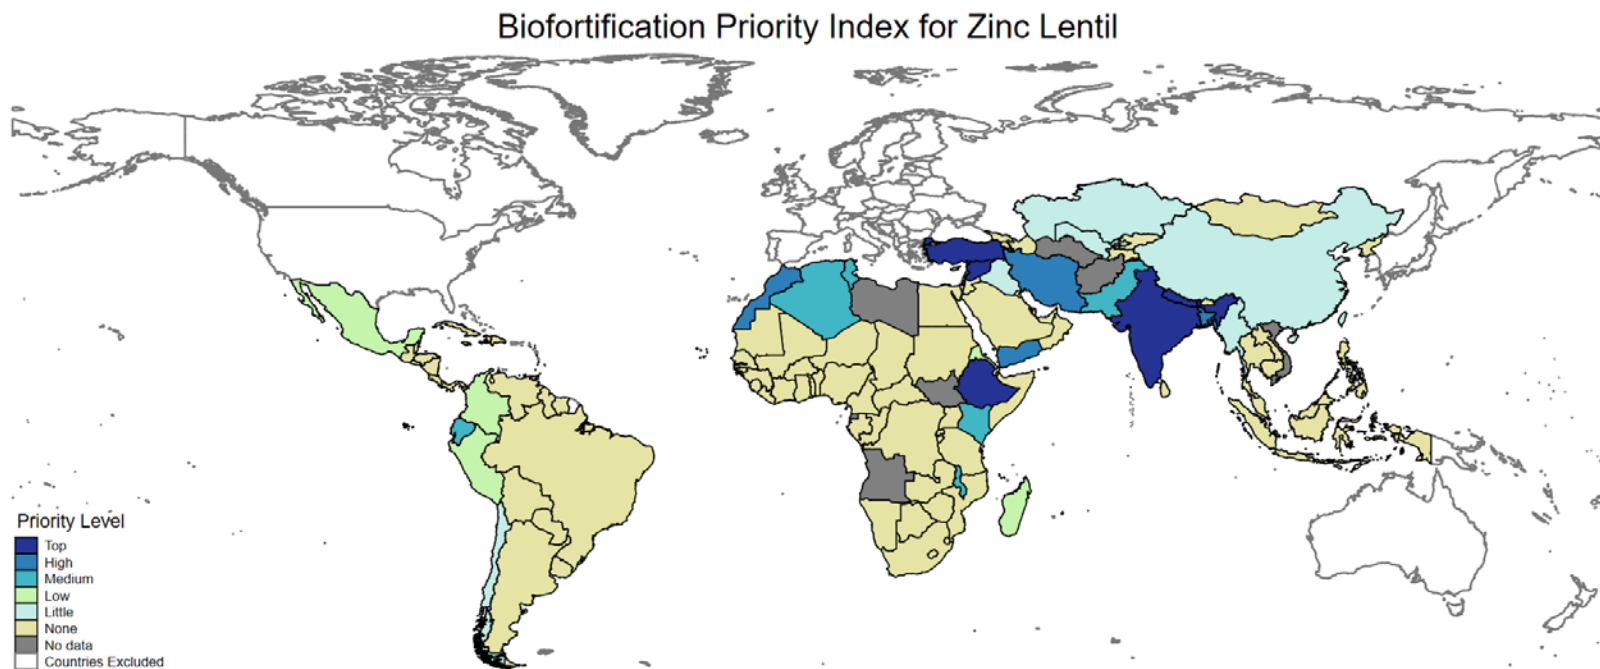 Biofortification Priority Index for Zinc Lentil
Priority Level
Top
High
Medium
Low
Little
None
No data
Countries Excluded